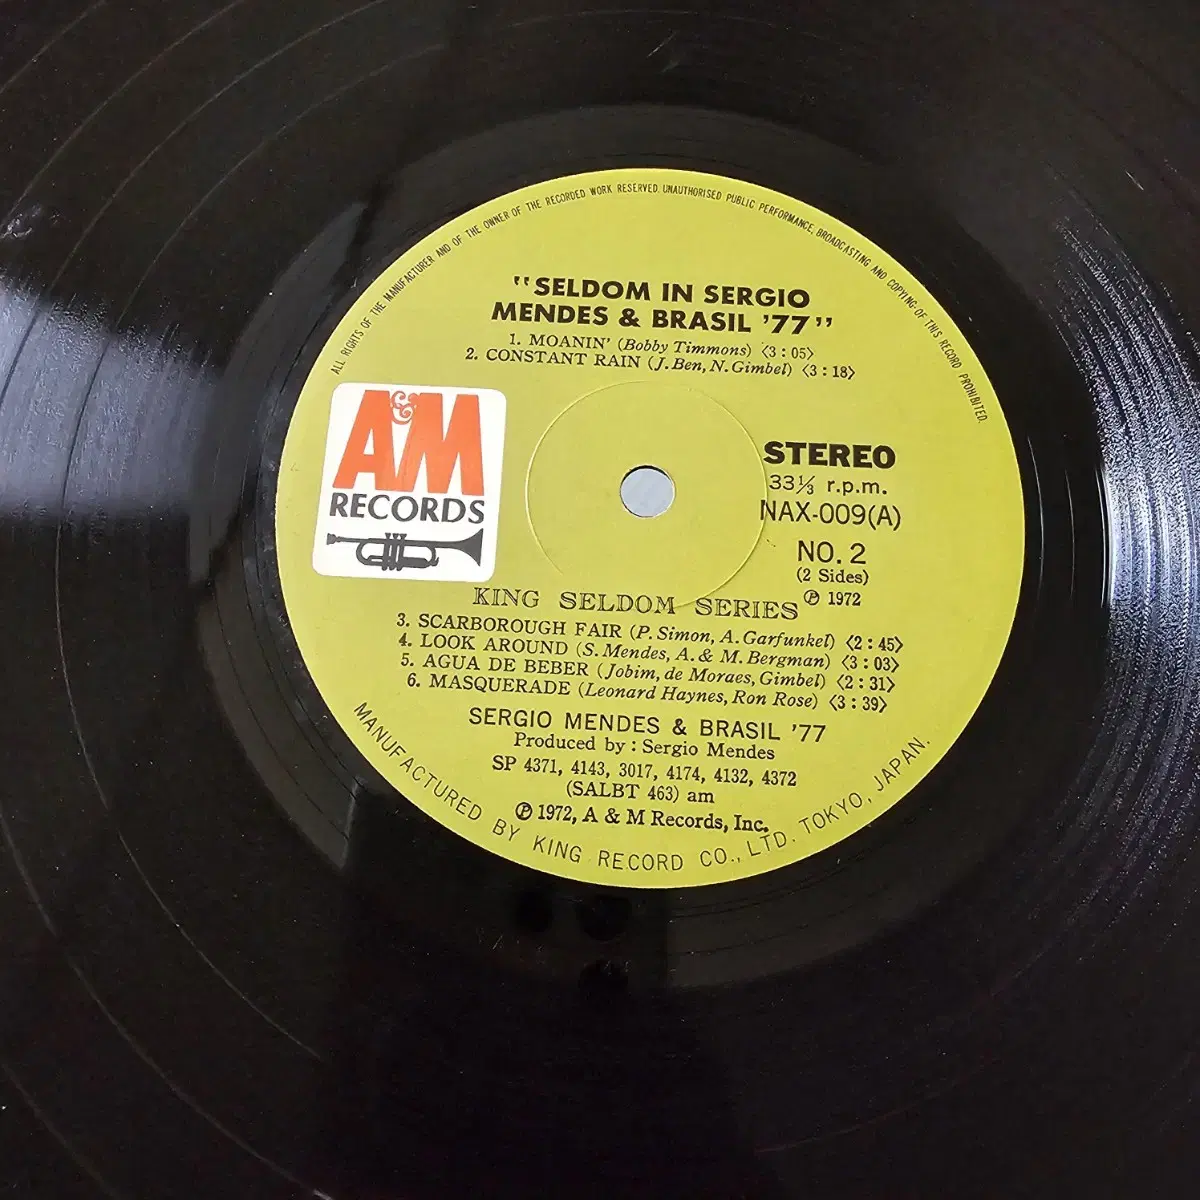 ALL RIGHTS OF THE MANUFACTURER AND OF THE OWNER OF THE RECORDED WORK RESERVED. UNAUTHORISED PUBLIC PERFORMANCE, BROADCASTING AND COPYING OF THIS RECORD PROHIBITED.
"SELDOM IN SERGIO
MENDES & BRASIL '77"
1. MOANIN' (Bobby Timmons) ⟨3:05⟩
2. CONSTANT RAIN (J. Ben, N. Gimbel) ⟨3:18⟩
A&M
RECORDS
STEREO
33⅓ r.p.m.
NAX-009(A)
NO. 2
(2 Sides)
℗ 1972
KING SELDOM SERIES
3. SCARBOROUGH FAIR (P. Simon, A. Garfunkel) ⟨2:45⟩
4. LOOK AROUND (S. Mendes, A. & M. Bergman) ⟨3:03⟩
5. AGUA DE BEBER (Jobim, de Moraes, Gimbel) ⟨2:31⟩
6. MASQUERADE (Leonard Haynes, Ron Rose) ⟨3:39⟩
SERGIO MENDES & BRASIL '77
Produced by: Sergio Mendes
SP 4371, 4143, 3017, 4174, 4132, 4372
(SALBT 463) am
℗ 1972, A & M Records, Inc.
MANUFACTURED BY KING RECORD CO., LTD. TOKYO, JAPAN.